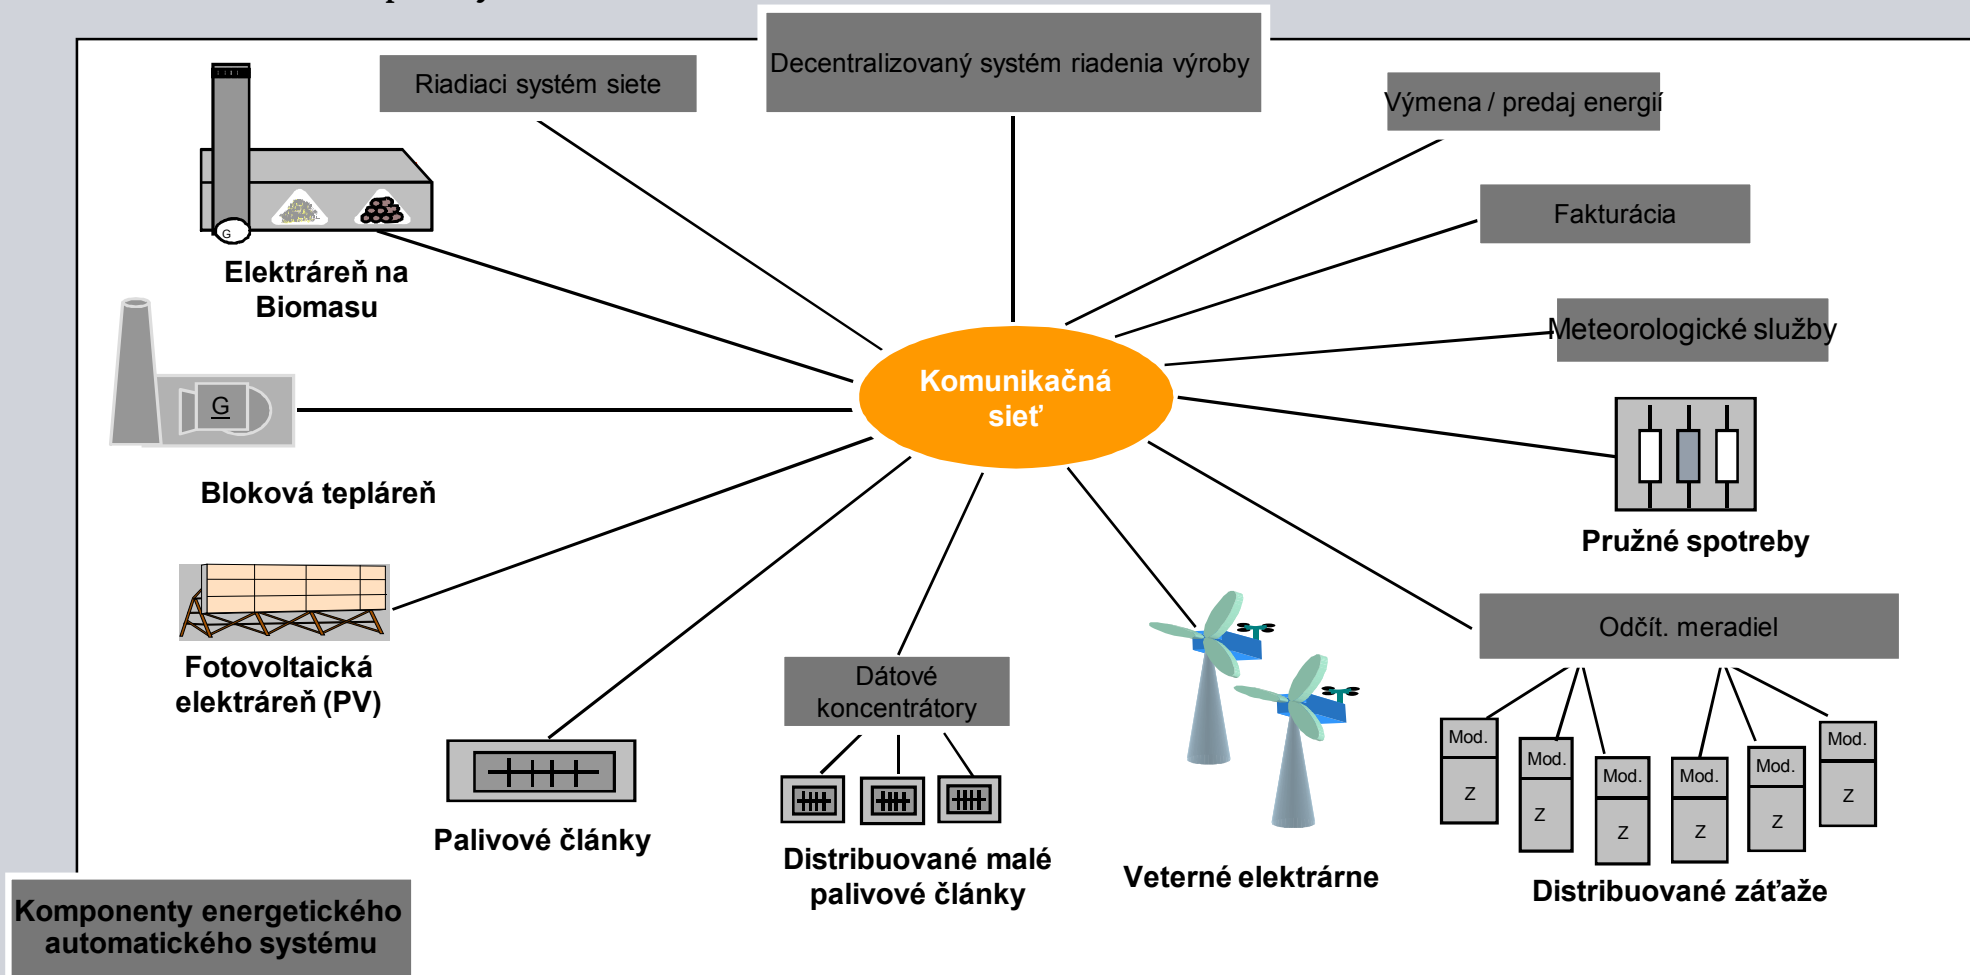 Decentralizovaný systém riadenia výroby
Riadiaci systém siete
Výmena / predaj energií
Fakturácia
G
Elektráreň na
Biomasu
Meteorologické služby
Komunikačná
sieť
G
Bloková tepláreň
Pružné spotreby
Fotovoltaická
elektráreň (PV)
Dátové
koncentrátory
Odčít. meradiel
Mod.
Z
Mod.
Z
Mod.
Z
Mod.
Z
Mod.
Z
Mod.
Z
Palivové články
Distribuované malé
palivové články
Veterné elektrárne
Distribuované záťaže
Komponenty energetického
automatického systému